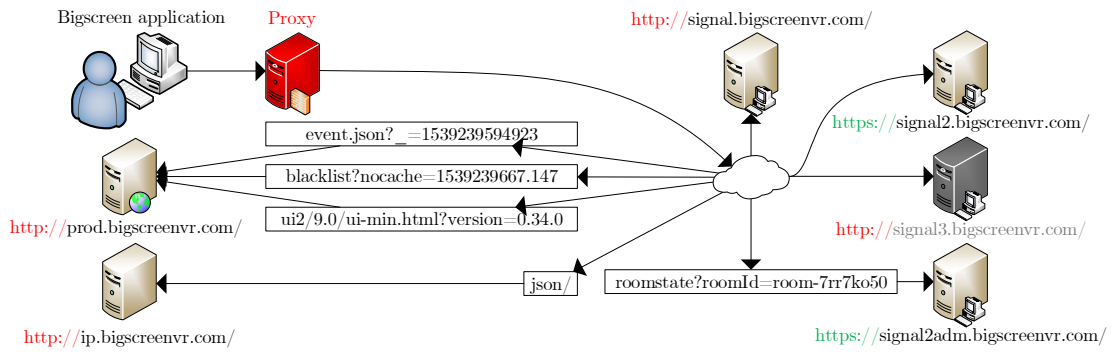 Bigscreen application
Proxy
http://signal.bigscreenvr.com/
https://signal2.bigscreenvr.com/
event.json?_=1539239594923
blacklist?nocache=1539239667.147
ui2/9.0/ui-min.html?version=0.34.0
http://prod.bigscreenvr.com/
http://signal3.bigscreenvr.com/
json/
roomstate?roomId=room-7rr7ko50
http://ip.bigscreenvr.com/
https://signal2adm.bigscreenvr.com/